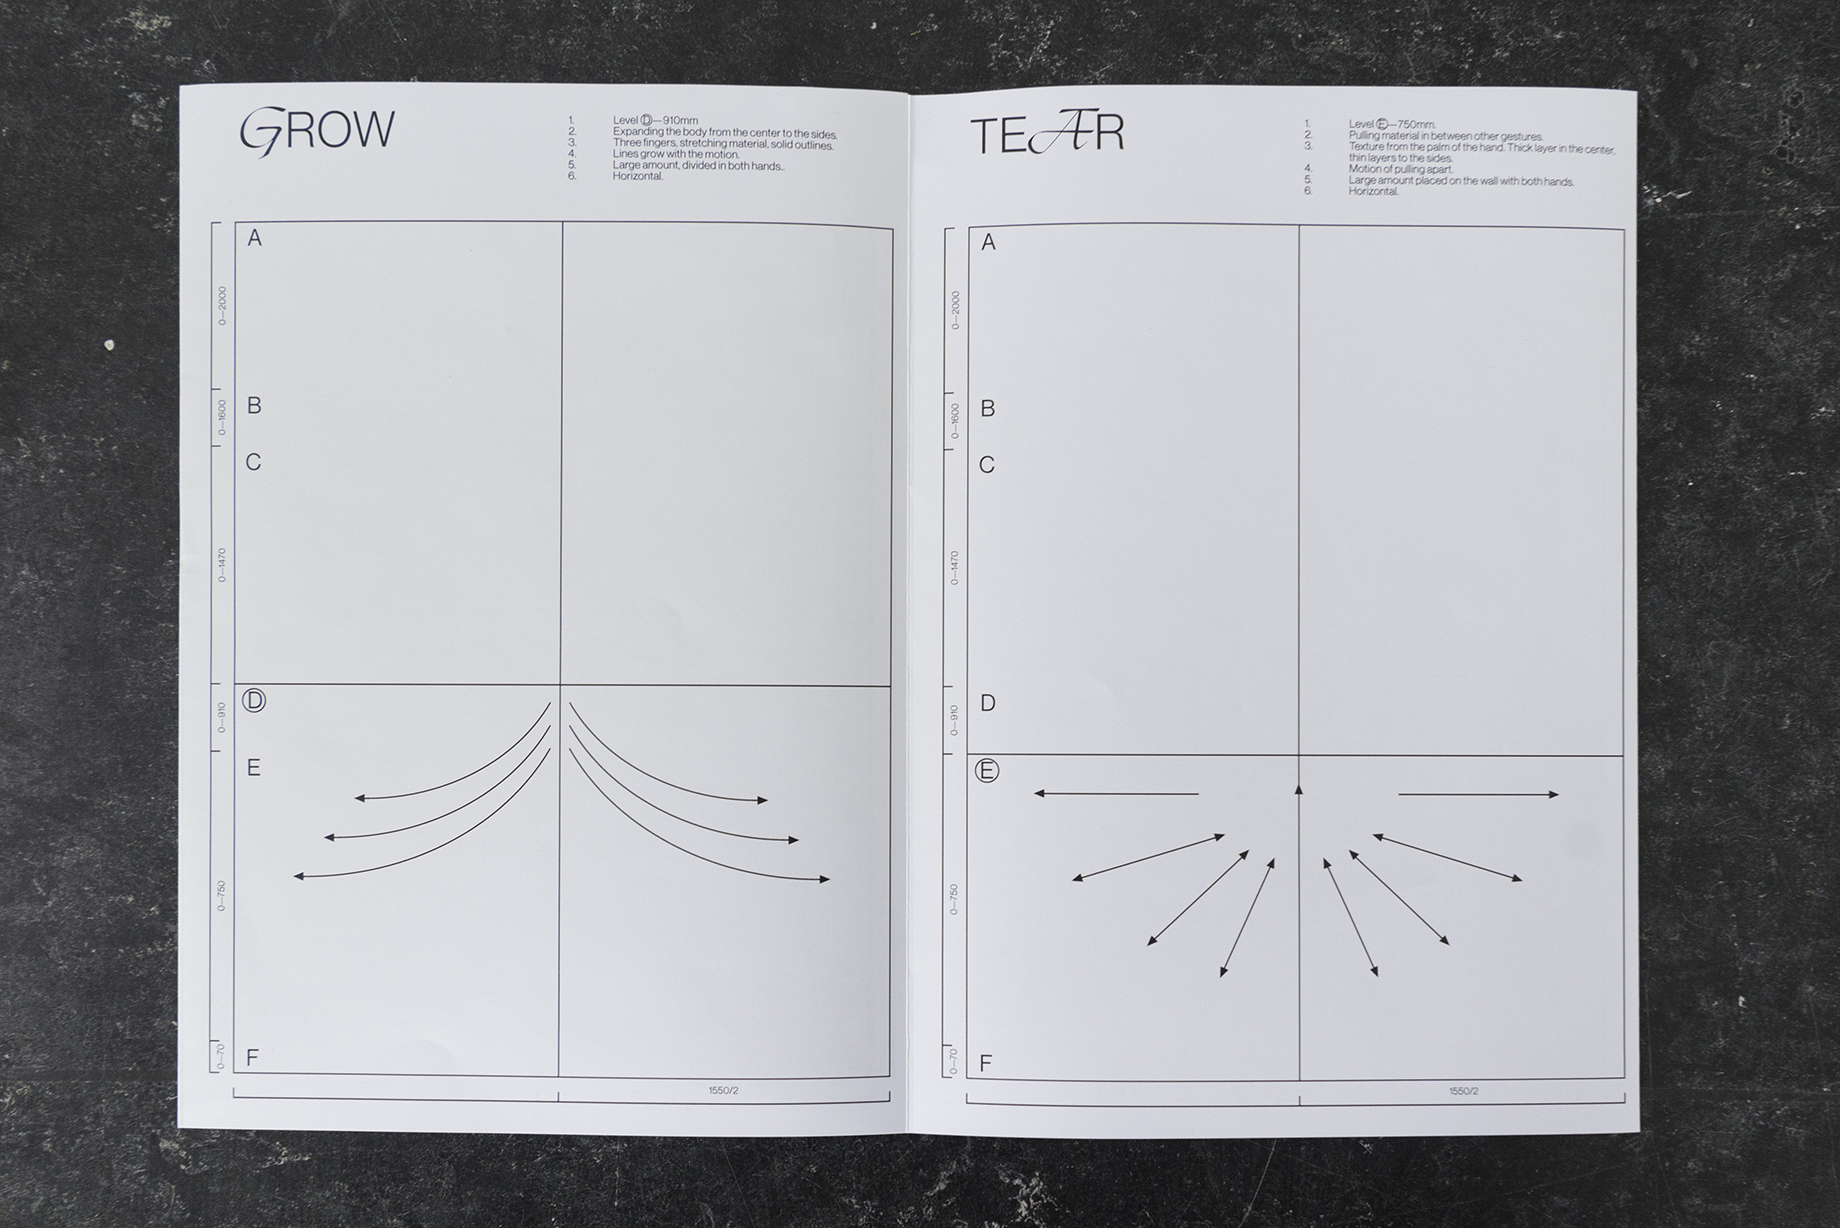 GROW
1. Level Ⓓ—910mm
2. Expanding the body from the center to the sides.
3. Three fingers, stretching material, solid outlines.
4. Lines grow with the motion.
5. Large amount, divided in both hands..
6. Horizontal.
A
B
C
Ⓓ
E
F
0—2000
0—1600
0—1470
0—910
0—750
0—70
1550/2
TEAR
1. Level Ⓔ—750mm.
2. Pulling material in between other gestures.
3. Texture from the palm of the hand. Thick layer in the center,
thin layers to the sides.
4. Motion of pulling apart.
5. Large amount placed on the wall with both hands.
6. Horizontal.
A
B
C
D
Ⓔ
F
0—2000
0—1600
0—1470
0—910
0—750
0—70
1550/2